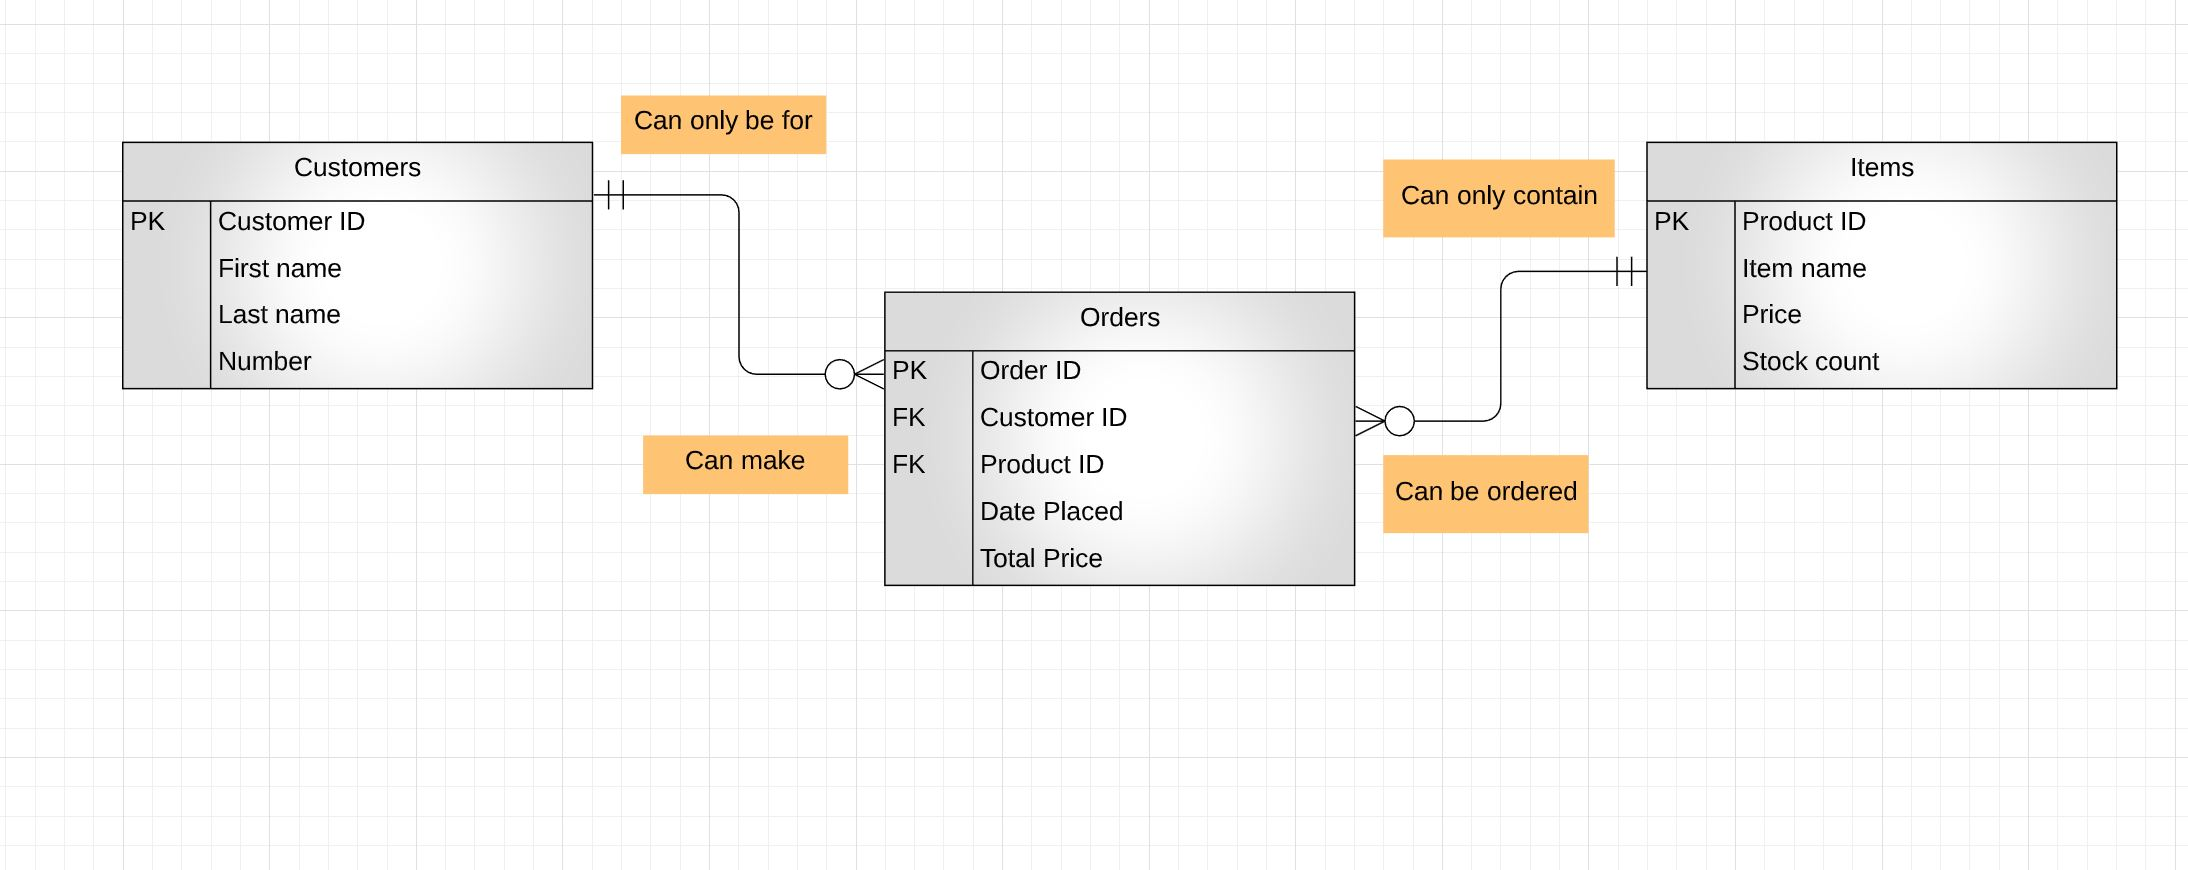 Can only be for
Customers
PK Customer ID
First name
Last name
Number
Can make
Orders
PK Order ID
FK Customer ID
FK Product ID
Date Placed
Total Price
Can only contain
Can be ordered
Items
PK Product ID
Item name
Price
Stock count